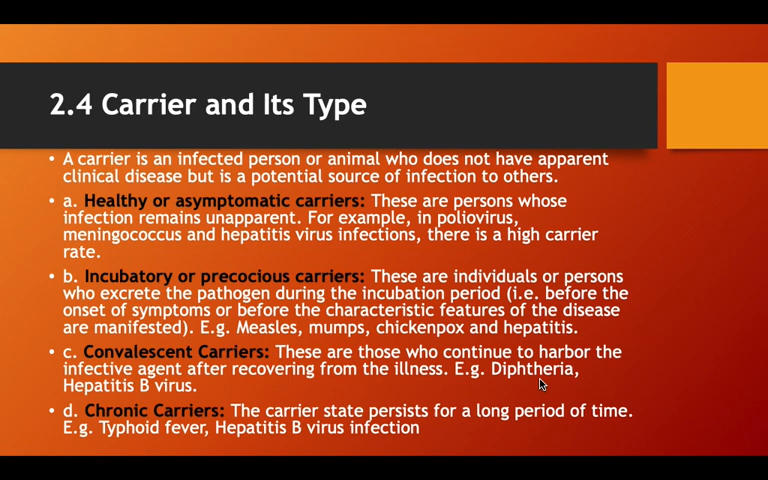 2.4 Carrier and Its Type
• A carrier is an infected person or animal who does not have apparent
clinical disease but is a potential source of infection to others.
• a. Healthy or asymptomatic carriers: These are persons whose
infection remains unapparent. For example, in poliovirus,
meningococcus and hepatitis virus infections, there is a high carrier
rate.
• b. Incubatory or precocious carriers: These are individuals or persons
who excrete the pathogen during the incubation period (i.e. before the
onset of symptoms or before the characteristic features of the disease
are manifested). E.g. Measles, mumps, chickenpox and hepatitis.
• c. Convalescent Carriers: These are those who continue to harbor the
infective agent after recovering from the illness. E.g. Diphtheria,
Hepatitis B virus.
• d. Chronic Carriers: The carrier state persists for a long period of time.
E.g. Typhoid fever, Hepatitis B virus infection